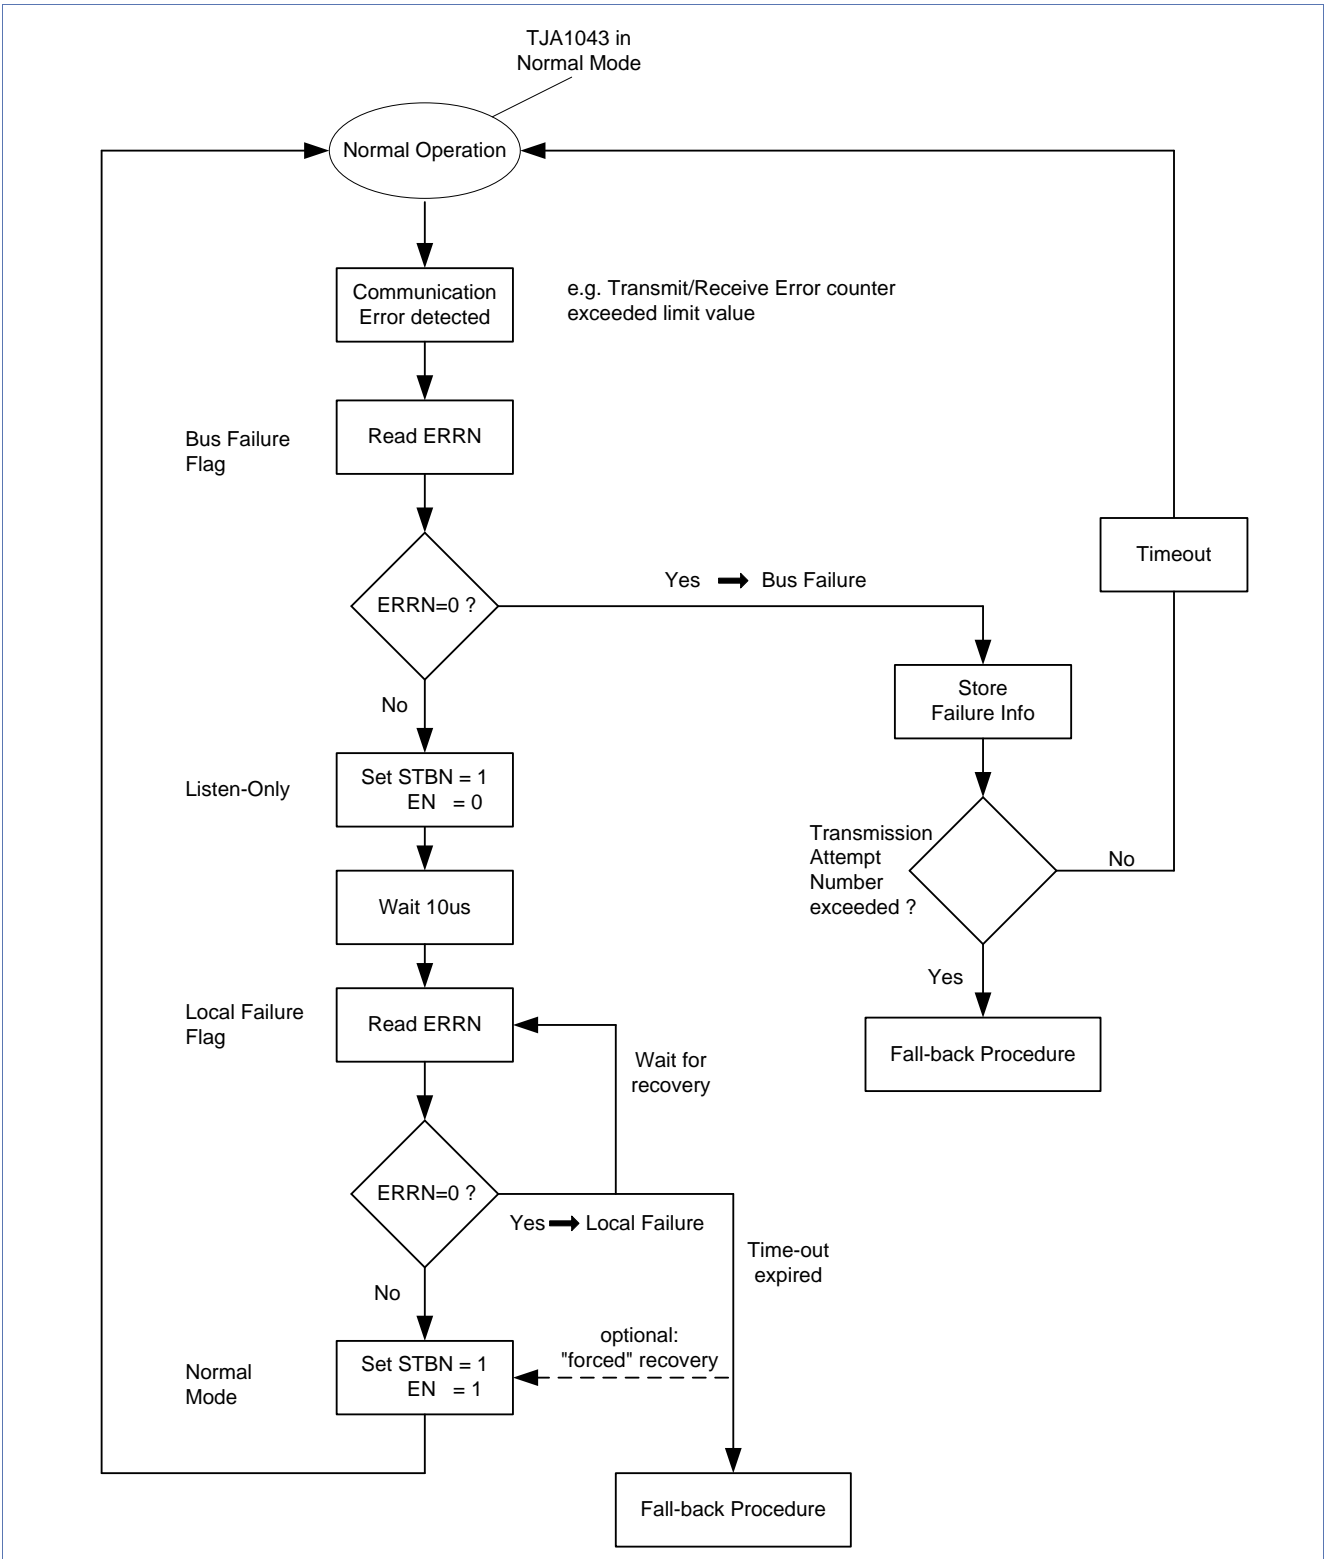 TJA1043 in
Normal Mode
Normal Operation
Communication
Error detected
e.g. Transmit/Receive Error counter
exceeded limit value
Bus Failure
Flag
Read ERRN
Timeout
ERRN=0 ?
Yes → Bus Failure
No
Store
Failure Info
Listen-Only
Set STBN = 1
EN = 0
Transmission
Attempt
Number
exceeded ?
No
Wait 10us
Yes
Local Failure
Flag
Read ERRN
Wait for
recovery
Fall-back Procedure
ERRN=0 ?
Yes → Local Failure
Time-out
expired
No
optional:
"forced" recovery
Normal
Mode
Set STBN = 1
EN = 1
Fall-back Procedure